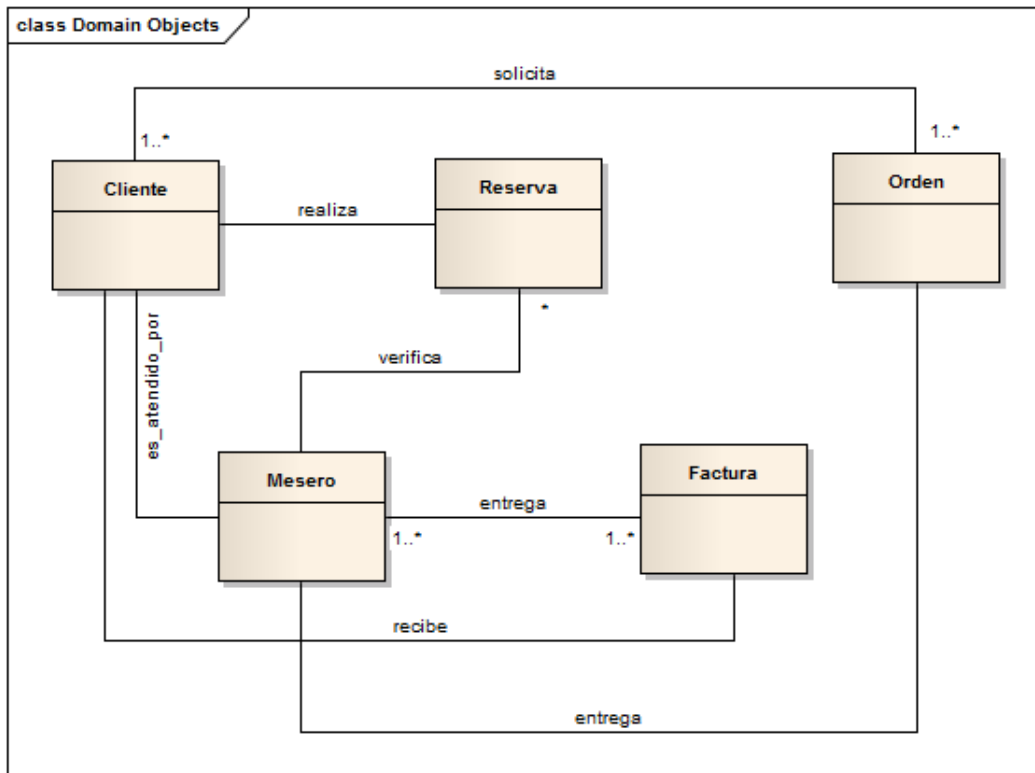 class Domain Objects
solicita
1..*
1..*
Cliente
Reserva
Orden
realiza
*
es_atendido_por
verifica
Mesero
Factura
entrega
1..*
1..*
recibe
entrega